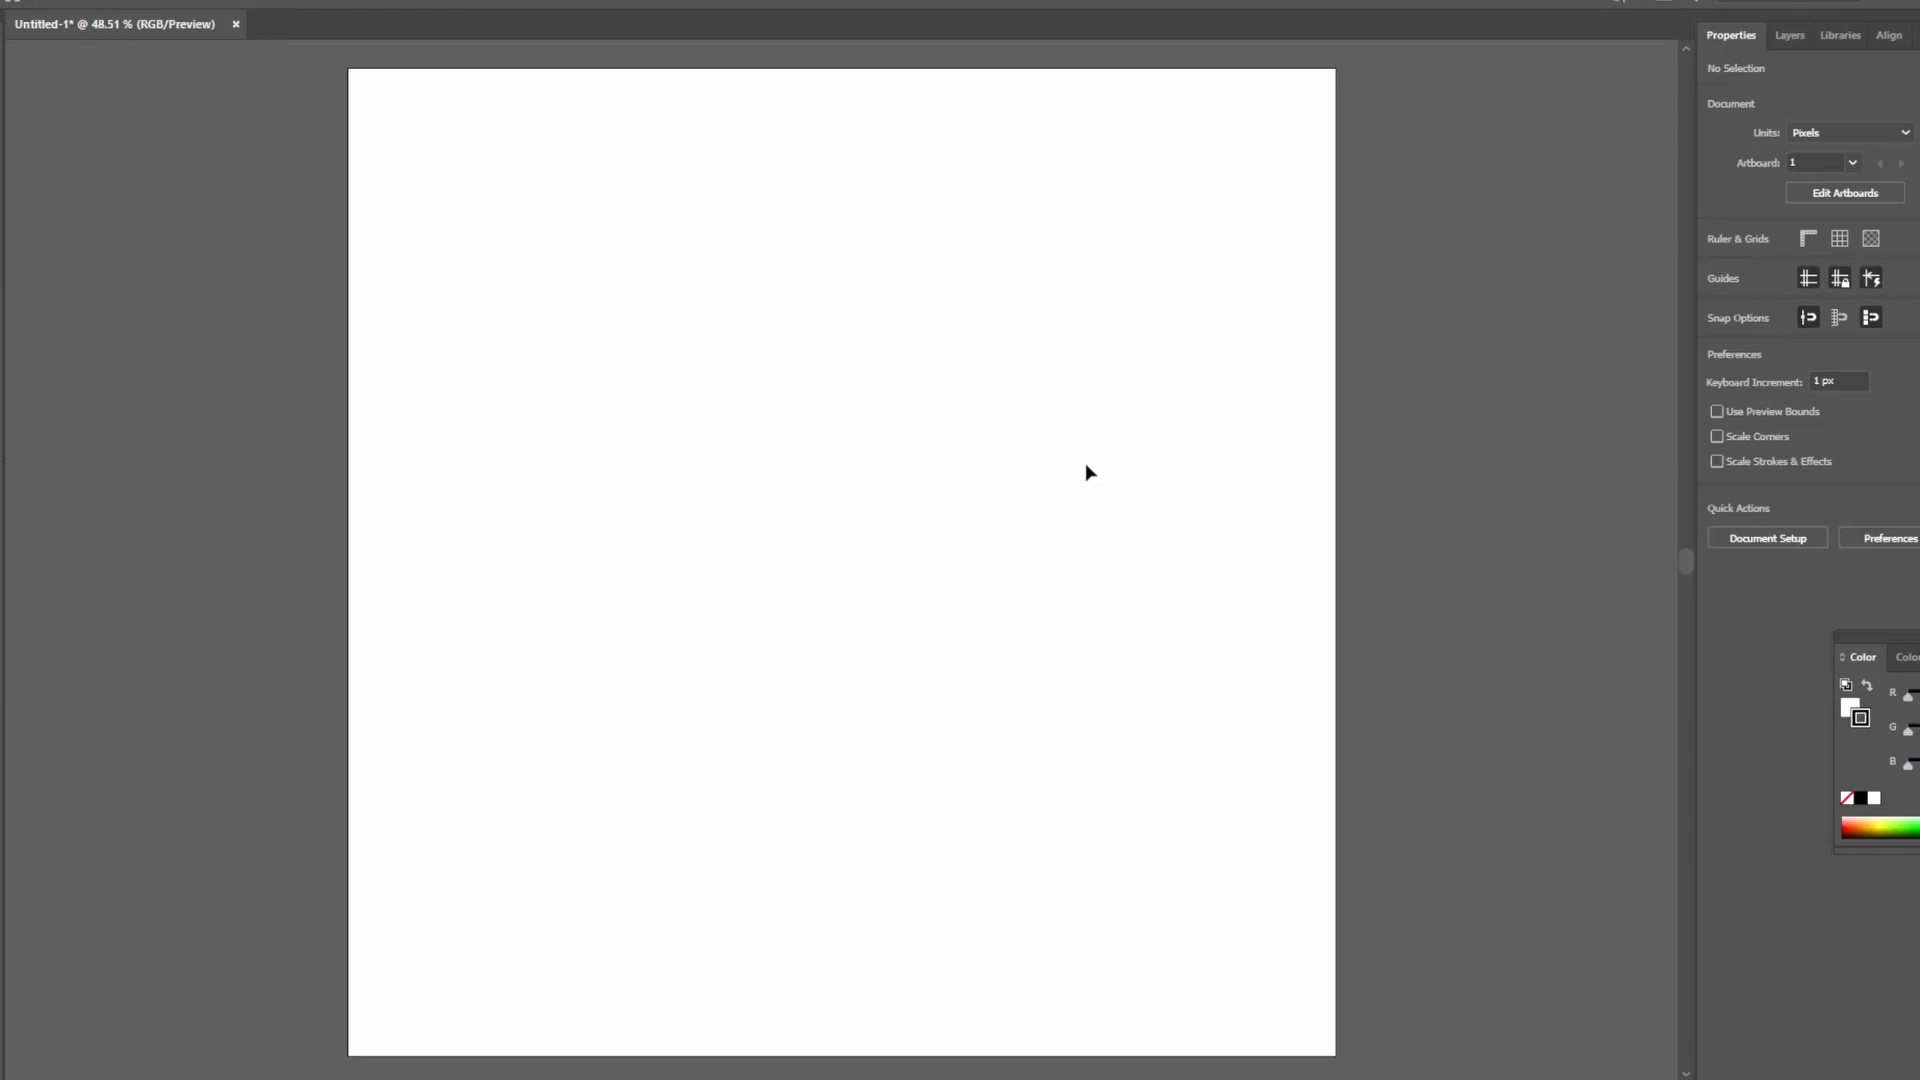 Untitled-1* @ 48.51 % (RGB/Preview) ×
Properties Layers Libraries Align
No Selection
Document
Units: Pixels
Artboard: 1
Edit Artboards
Ruler & Grids
Guides
Snap Options
Preferences
Keyboard Increment: 1 px
Use Preview Bounds
Scale Corners
Scale Strokes & Effects
Quick Actions
Document Setup Preferences
Color Color
R
G
B